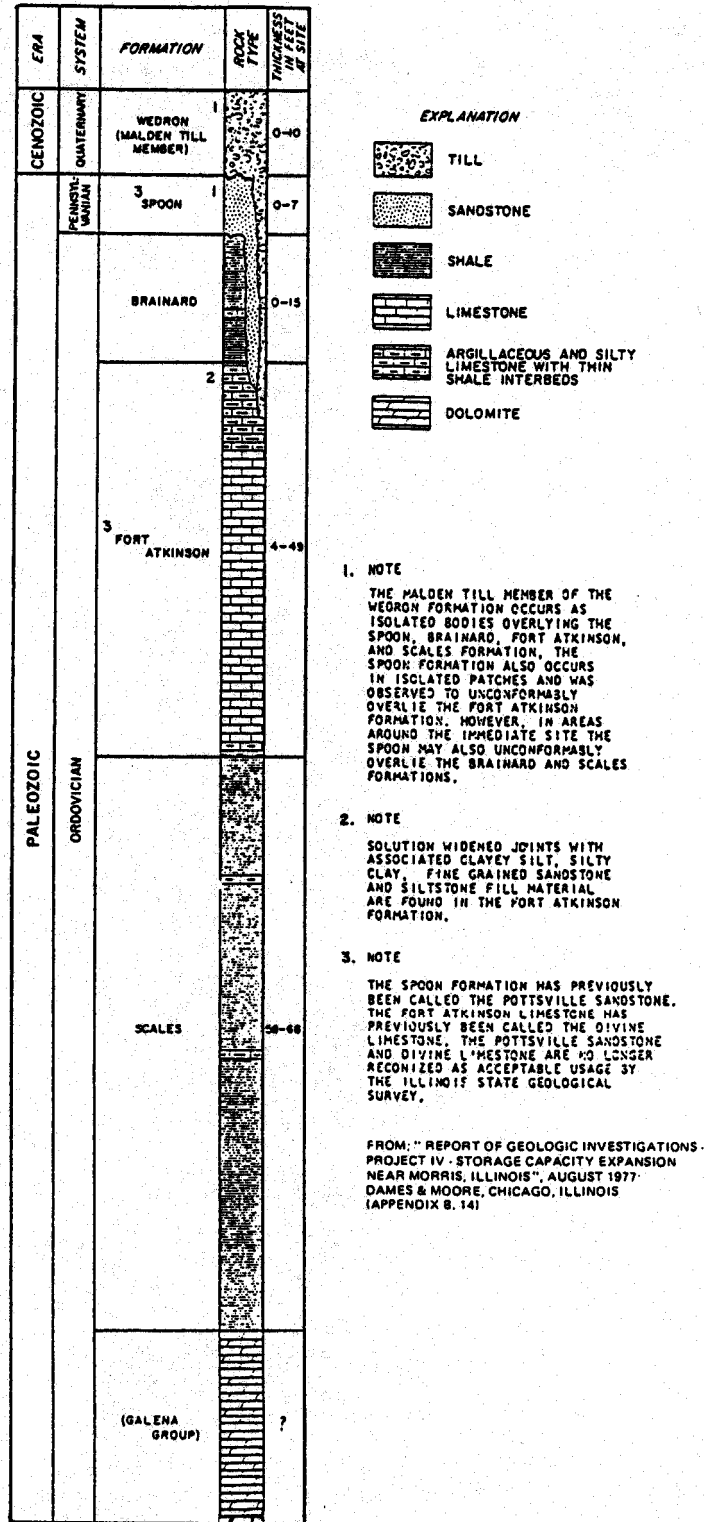 ERA
SYSTEM
FORMATION
ROCK
TYPE
THICKNESS
IN FEET
AT SITE
CENOZOIC
QUATERNARY
WEDRON
(MALDEN TILL
MEMBER)
1
0-10
PALEOZOIC
PENNSYL-
VANIAN
3
SPOON
1
0-7
ORDOVICIAN
BRAINARD
0-15
2
3
FORT
ATKINSON
4-49
SCALES
(GALENA
GROUP)
?
EXPLANATION
TILL
SANDSTONE
SHALE
LIMESTONE
ARGILLACEOUS AND SILTY
LIMESTONE WITH THIN
SHALE INTERBEDS
DOLOMITE
1. NOTE
THE MALDEN TILL MEMBER OF THE
WEDRON FORMATION OCCURS AS
ISOLATED BODIES OVERLYING THE
SPOON, BRAINARD, FORT ATKINSON,
AND SCALES FORMATION, THE
SPOON FORMATION ALSO OCCURS
IN ISOLATED PATCHES AND WAS
OBSERVED TO UNCONFORMABLY
OVERLIE THE FORT ATKINSON
FORMATION. HOWEVER, IN AREAS
AROUND THE IMMEDIATE SITE THE
SPOON MAY ALSO UNCONFORMABLY
OVERLIE THE BRAINARD AND SCALES
FORMATIONS.
2. NOTE
SOLUTION WIDENED JOINTS WITH
ASSOCIATED CLAYEY SILT, SILTY
CLAY, FINE GRAINED SANDSTONE
AND SILTSTONE FILL MATERIAL
ARE FOUND IN THE FORT ATKINSON
FORMATION.
3. NOTE
THE SPOON FORMATION HAS PREVIOUSLY
BEEN CALLED THE POTTSVILLE SANDSTONE.
THE FORT ATKINSON LIMESTONE HAS
PREVIOUSLY BEEN CALLED THE DIVINE
LIMESTONE. THE POTTSVILLE SANDSTONE
AND DIVINE LIMESTONE ARE NO LONGER
RECONIZED AS ACCEPTABLE USAGE BY
THE ILLINOIS STATE GEOLOGICAL
SURVEY.
FROM: "REPORT OF GEOLOGIC INVESTIGATIONS -
PROJECT IV - STORAGE CAPACITY EXPANSION
NEAR MORRIS, ILLINOIS", AUGUST 1977-
DAMES & MOORE, CHICAGO, ILLINOIS
(APPENDIX B. 14)